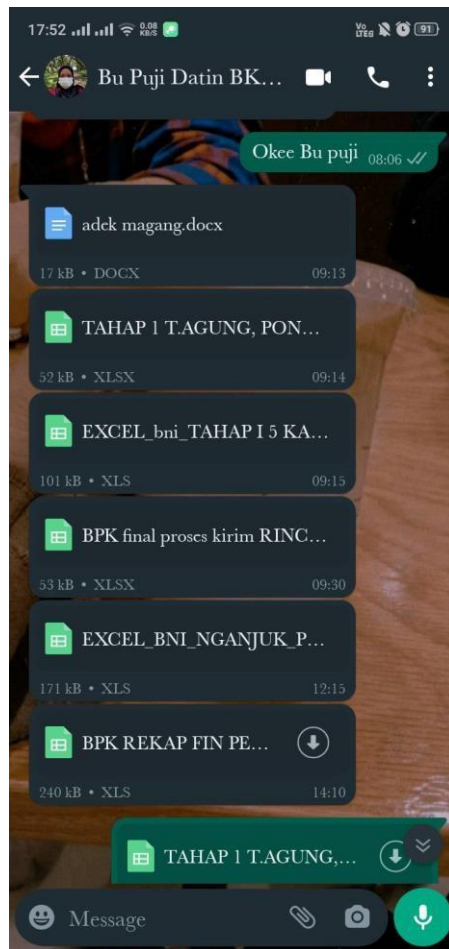 17:52 0.08 KB/S Vo LTE2 91
Bu Puji Datin BK...
Okee Bu puji 08:06
adek magang.docx
17 kB • DOCX 09:13
TAHAP 1 T.AGUNG, PON...
52 kB • XLSX 09:14
EXCEL_bni_TAHAP I 5 KA...
101 kB • XLS 09:15
BPK final proses kirim RINC...
53 kB • XLSX 09:30
EXCEL_BNI_NGANJUK_P...
171 kB • XLS 12:15
BPK REKAP FIN PE...
240 kB • XLS 14:10
TAHAP 1 T.AGUNG,...
Message